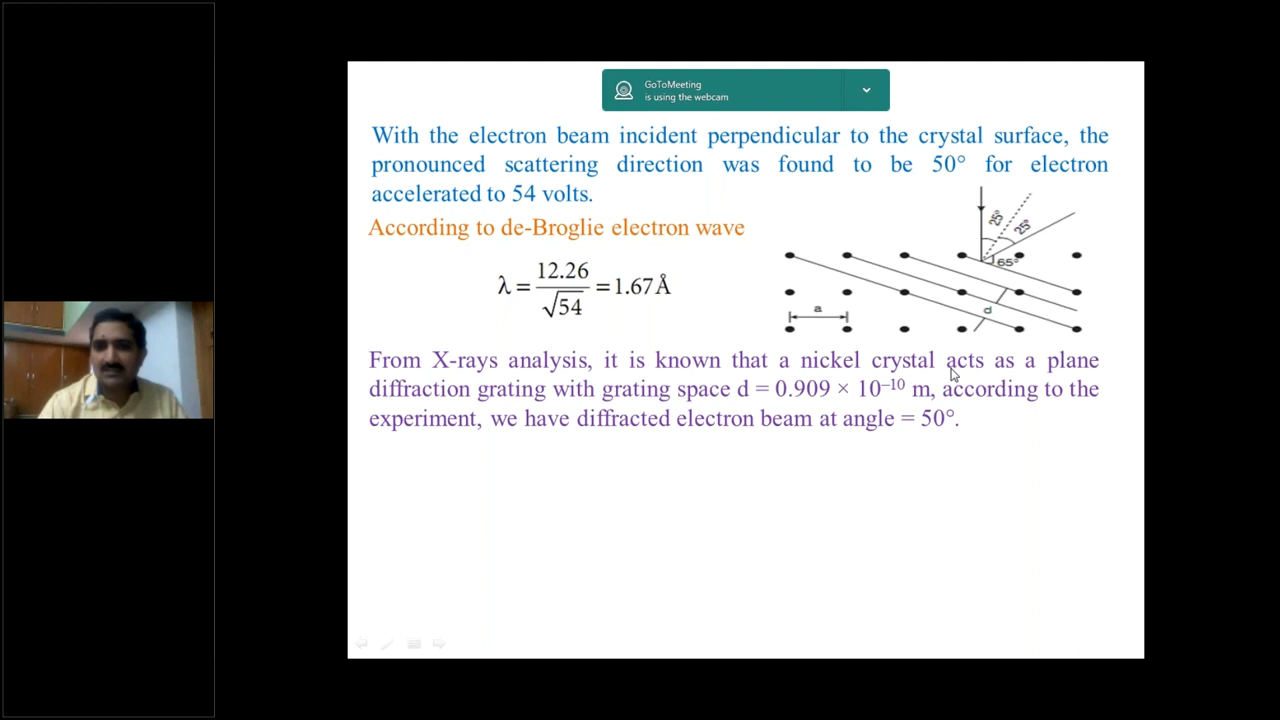 GoToMeeting
is using the webcam
With the electron beam incident perpendicular to the crystal surface, the
pronounced scattering direction was found to be 50° for electron
accelerated to 54 volts.
According to de-Broglie electron wave
λ = 12.26 / √54 = 1.67 Å
25°
25°
65°
d
a
From X-rays analysis, it is known that a nickel crystal acts as a plane
diffraction grating with grating space d = 0.909 × 10⁻¹⁰ m, according to the
experiment, we have diffracted electron beam at angle = 50°.